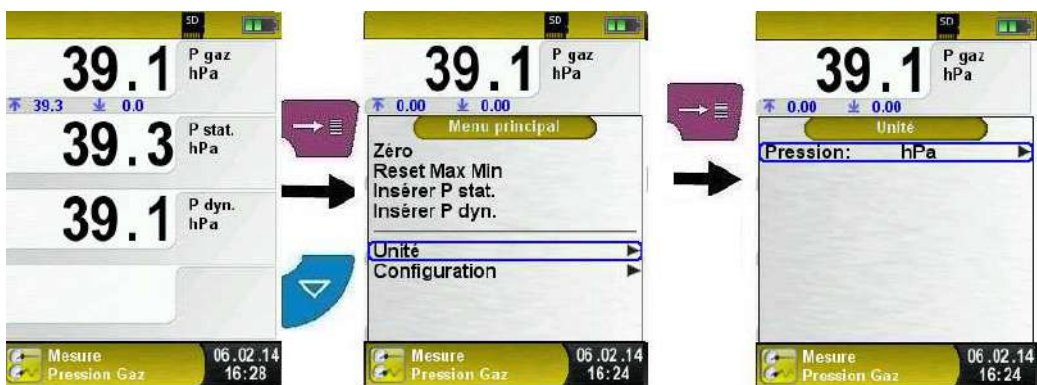 SD
39.1 P gaz
hPa
39.3 0.0
39.3 P stat.
hPa
39.1 P dyn.
hPa
Mesure 06.02.14
Pression Gaz 16:28
SD
39.1 P gaz
hPa
0.00 0.00
Menu principal
Zéro
Reset Max Min
Insérer P stat.
Insérer P dyn.
Unité
Configuration
Mesure 06.02.14
Pression Gaz 16:24
SD
39.1 P gaz
hPa
0.00 0.00
Unité
Pression: hPa
Mesure 06.02.14
Pression Gaz 16:24